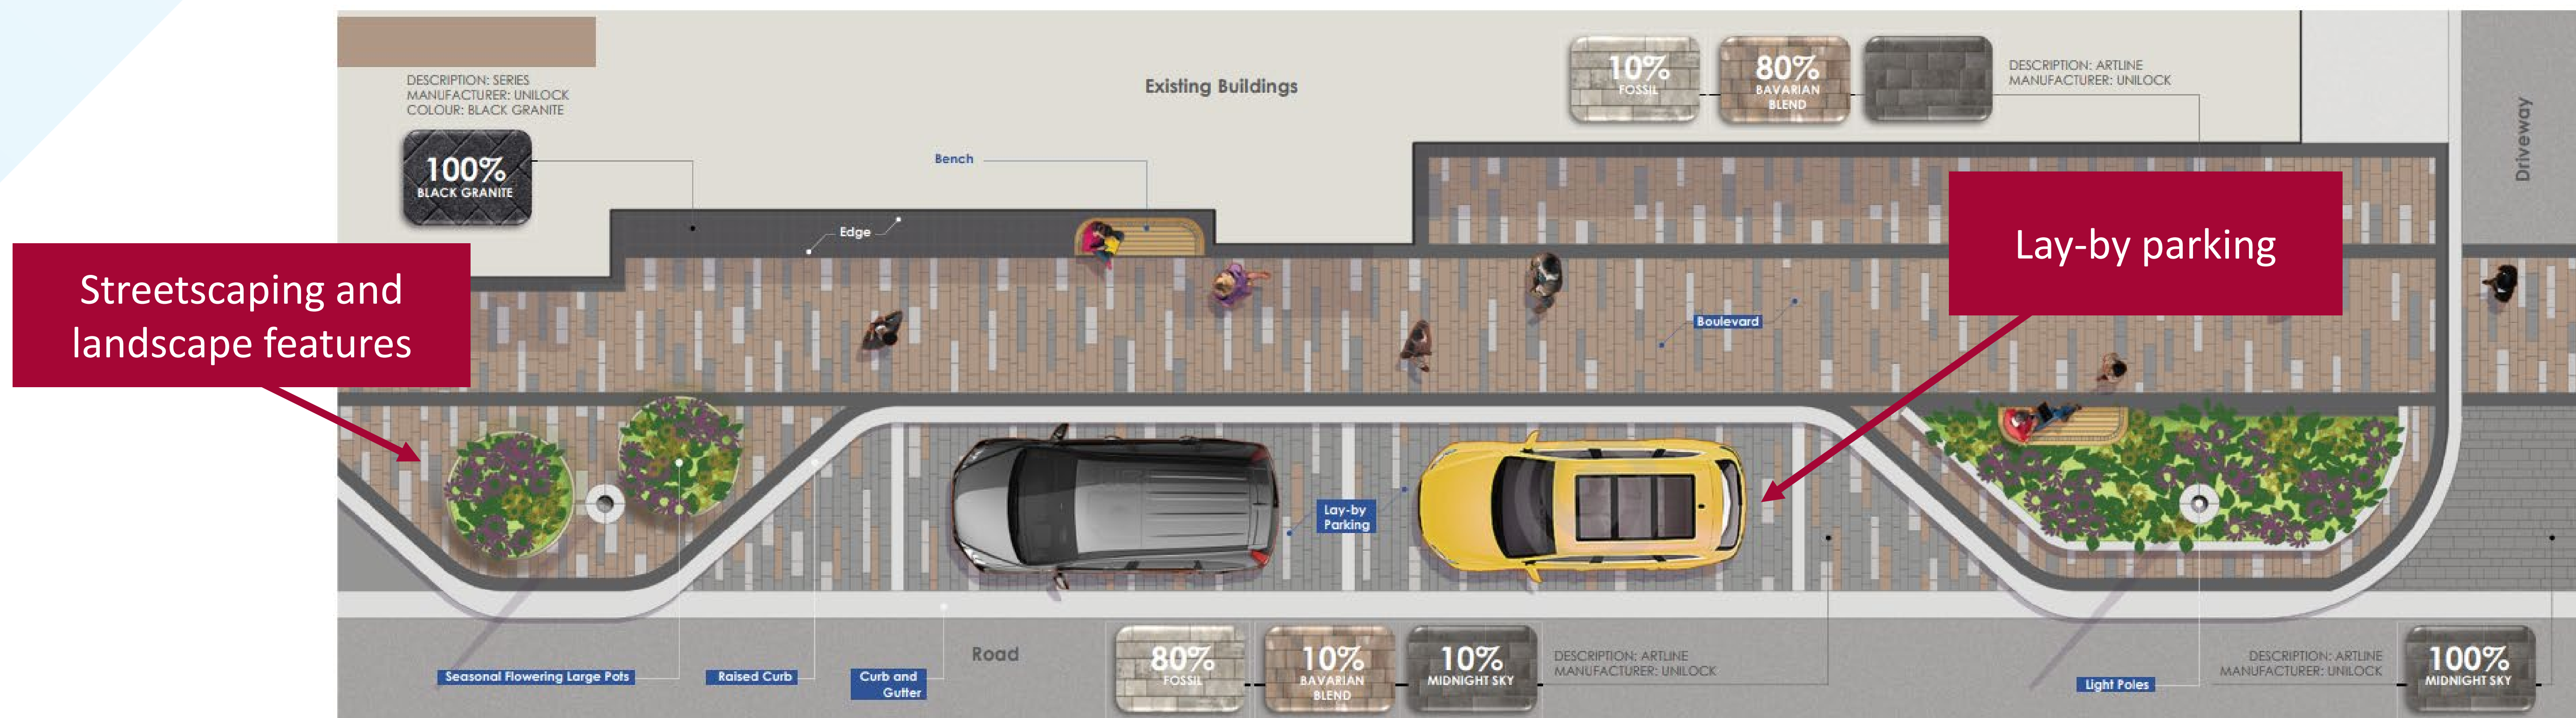 DESCRIPTION: SERIES
MANUFACTURER: UNILOCK
COLOUR: BLACK GRANITE
100%
BLACK GRANITE
Existing Buildings
10%
FOSSIL
80%
BAVARIAN
BLEND
DESCRIPTION: ARTLINE
MANUFACTURER: UNILOCK
Driveway
Bench
Edge
Streetscaping and
landscape features
Lay-by parking
Boulevard
Lay-by
Parking
Seasonal Flowering Large Pots
Raised Curb
Curb and
Gutter
Road
80%
FOSSIL
10%
BAVARIAN
BLEND
10%
MIDNIGHT SKY
DESCRIPTION: ARTLINE
MANUFACTURER: UNILOCK
Light Poles
DESCRIPTION: ARTLINE
MANUFACTURER: UNILOCK
100%
MIDNIGHT SKY